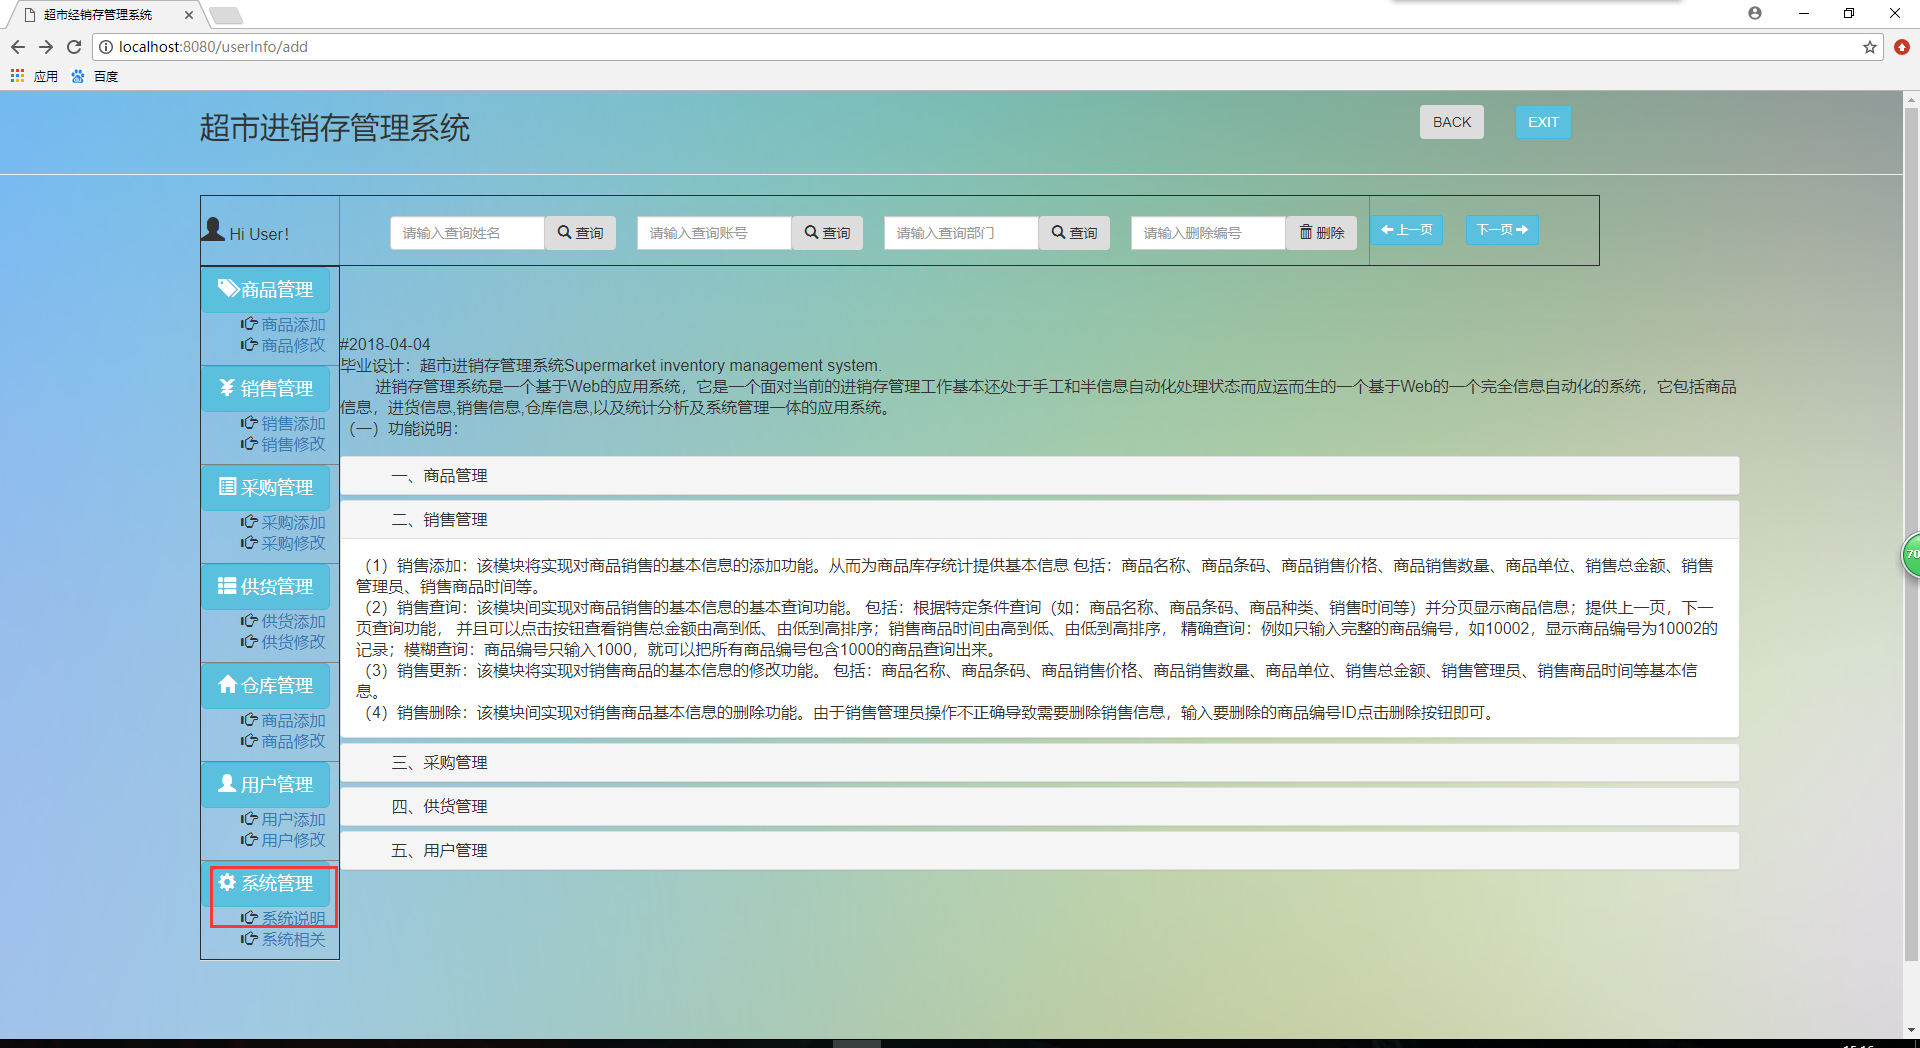 超市经销存管理系统
localhost:8080/userInfo/add
应用 百度
超市进销存管理系统
BACK
EXIT
Hi User!
请输入查询姓名 查询
请输入查询账号 查询
请输入查询部门 查询
请输入删除编号 删除
上一页
下一页
商品管理
商品添加
商品修改
销售管理
销售添加
销售修改
采购管理
采购添加
采购修改
供货管理
供货添加
供货修改
仓库管理
商品添加
商品修改
用户管理
用户添加
用户修改
系统管理
系统说明
系统相关
#2018-04-04
毕业设计：超市进销存管理系统Supermarket inventory management system.
进销存管理系统是一个基于Web的应用系统，它是一个面对当前的进销存管理工作基本还处于手工和半信息自动化处理状态而应运而生的一个基于Web的一个完全信息自动化的系统，它包括商品
信息，进货信息,销售信息,仓库信息,以及统计分析及系统管理一体的应用系统。
（一）功能说明：
一、商品管理
二、销售管理
（1）销售添加：该模块将实现对商品销售的基本信息的添加功能。从而为商品库存统计提供基本信息 包括：商品名称、商品条码、商品销售价格、商品销售数量、商品单位、销售总金额、销售
管理员、销售商品时间等。
（2）销售查询：该模块间实现对商品销售的基本信息的基本查询功能。 包括：根据特定条件查询（如：商品名称、商品条码、商品种类、销售时间等）并分页显示商品信息；提供上一页，下一
页查询功能， 并且可以点击按钮查看销售总金额由高到低、由低到高排序；销售商品时间由高到低、由低到高排序， 精确查询：例如只输入完整的商品编号，如10002，显示商品编号为10002的
记录；模糊查询：商品编号只输入1000，就可以把所有商品编号包含1000的商品查询出来。
（3）销售更新：该模块将实现对销售商品的基本信息的修改功能。 包括：商品名称、商品条码、商品销售价格、商品销售数量、商品单位、销售总金额、销售管理员、销售商品时间等基本信
息。
（4）销售删除：该模块间实现对销售商品基本信息的删除功能。由于销售管理员操作不正确导致需要删除销售信息，输入要删除的商品编号ID点击删除按钮即可。
三、采购管理
四、供货管理
五、用户管理